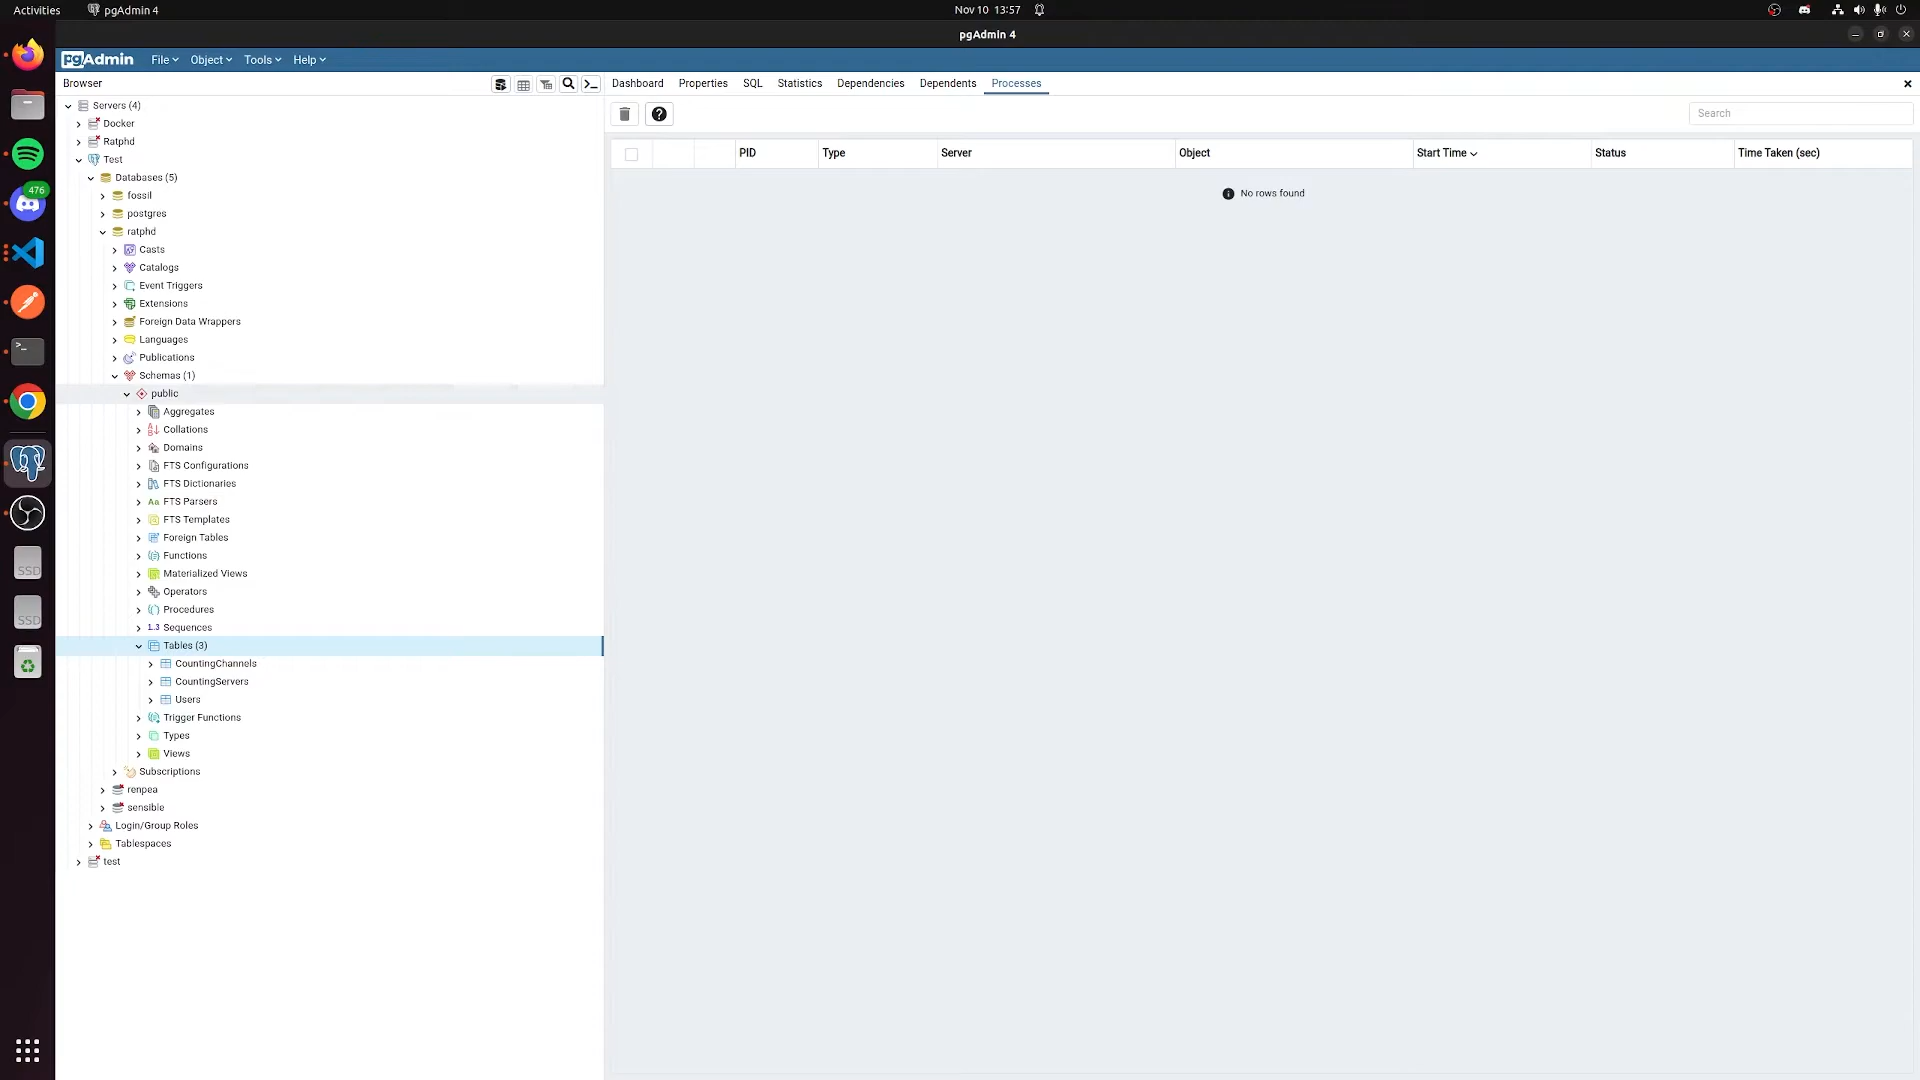 Activities pgAdmin 4 Nov 10 13:57
pgAdmin 4
pgAdmin File Object Tools Help
Browser
Dashboard Properties SQL Statistics Dependencies Dependents Processes
Search
PID Type Server Object Start Time Status Time Taken (sec)
No rows found
Servers (4)
Docker
Ratphd
Test
Databases (5)
fossil
postgres
ratphd
Casts
Catalogs
Event Triggers
Extensions
Foreign Data Wrappers
Languages
Publications
Schemas (1)
public
Aggregates
Collations
Domains
FTS Configurations
FTS Dictionaries
FTS Parsers
FTS Templates
Foreign Tables
Functions
Materialized Views
Operators
Procedures
1..3 Sequences
Tables (3)
CountingChannels
CountingServers
Users
Trigger Functions
Types
Views
Subscriptions
renpea
sensible
Login/Group Roles
Tablespaces
test
476
SSD
SSD